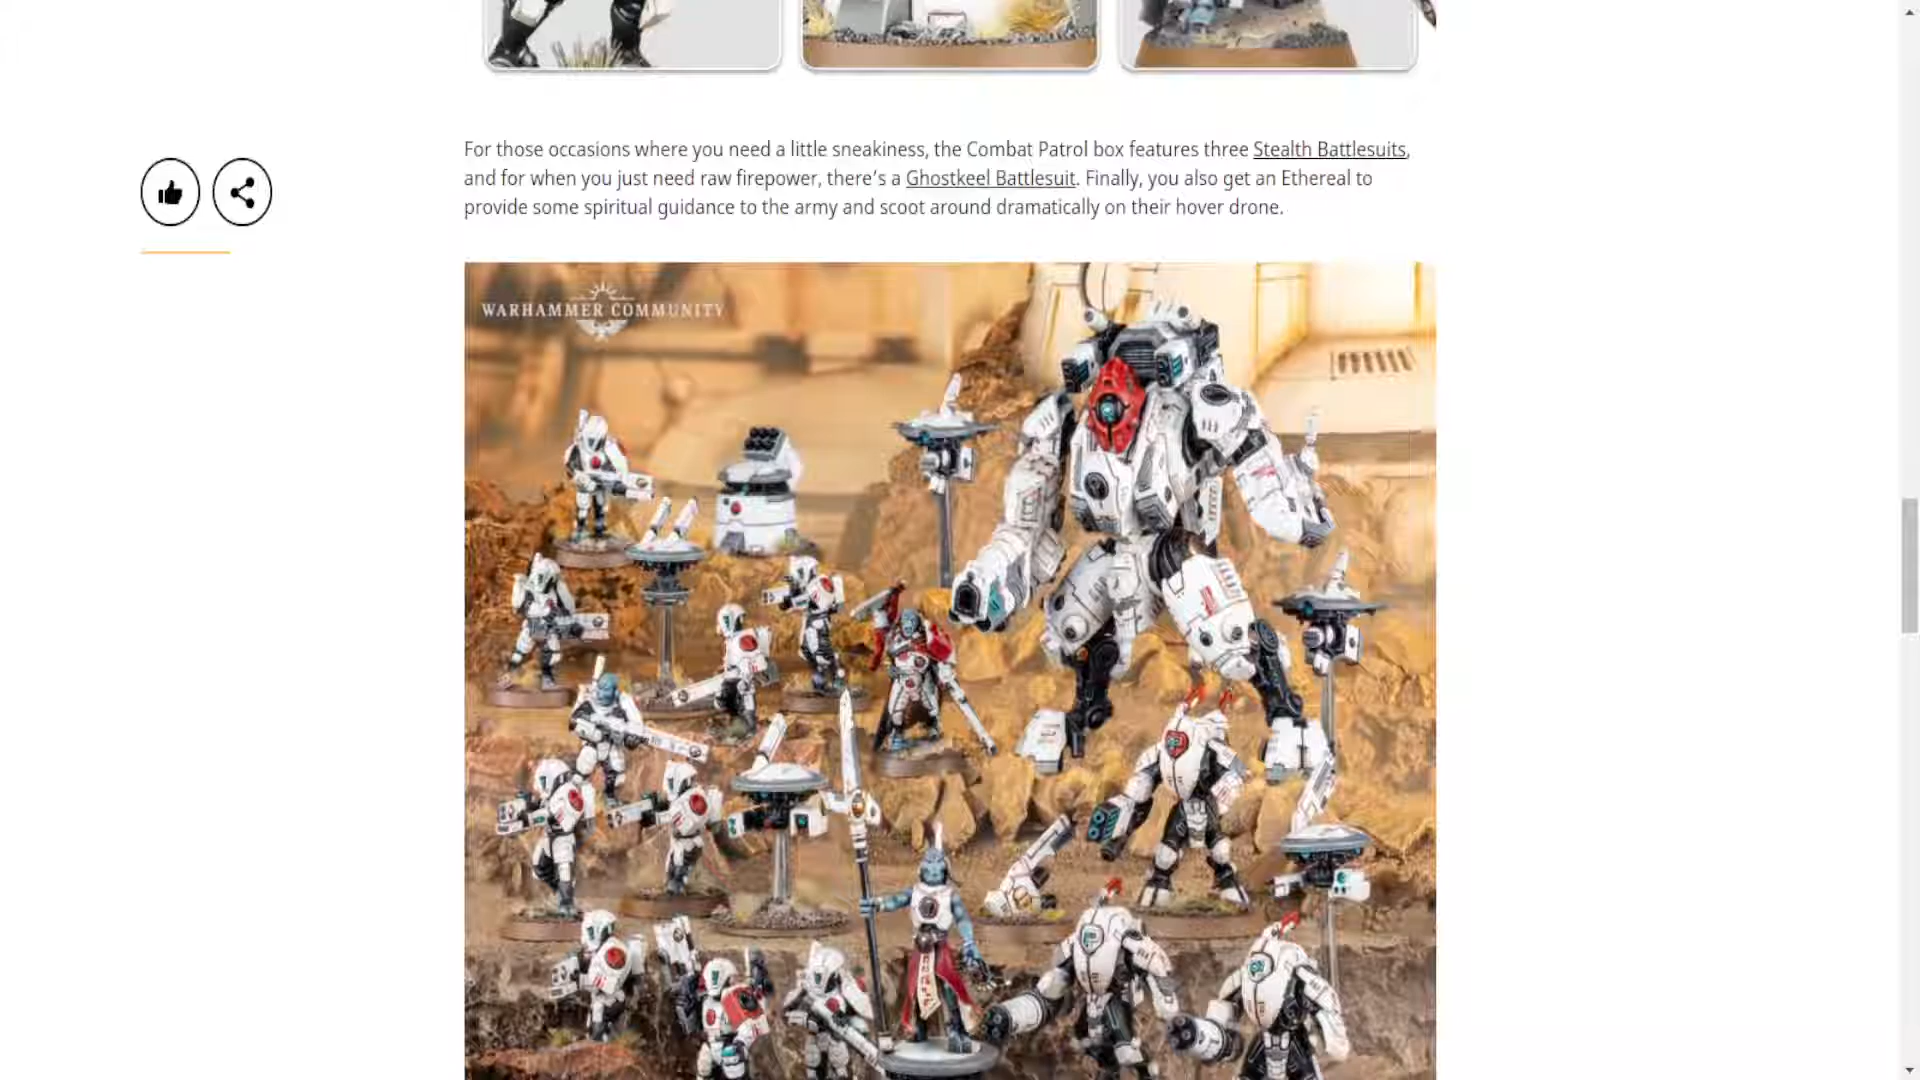 For those occasions where you need a little sneakiness, the Combat Patrol box features three Stealth Battlesuits,
and for when you just need raw firepower, there's a Ghostkeel Battlesuit. Finally, you also get an Ethereal to
provide some spiritual guidance to the army and scoot around dramatically on their hover drone.
WARHAMMER COMMUNITY